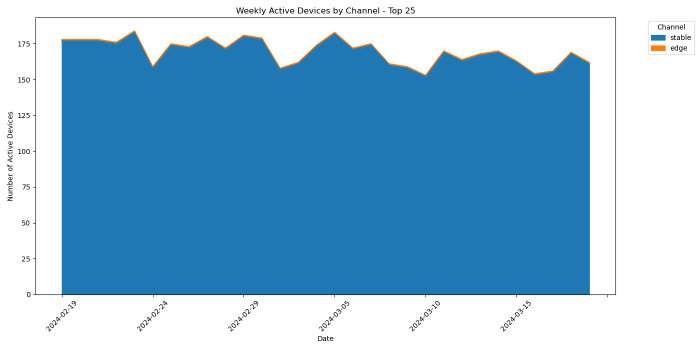 Weekly Active Devices by Channel - Top 25
Channel
stable
edge
Number of Active Devices
175
150
125
100
75
50
25
0
2024-02-19
2024-02-24
2024-02-29
2024-03-05
2024-03-10
2024-03-15
Date